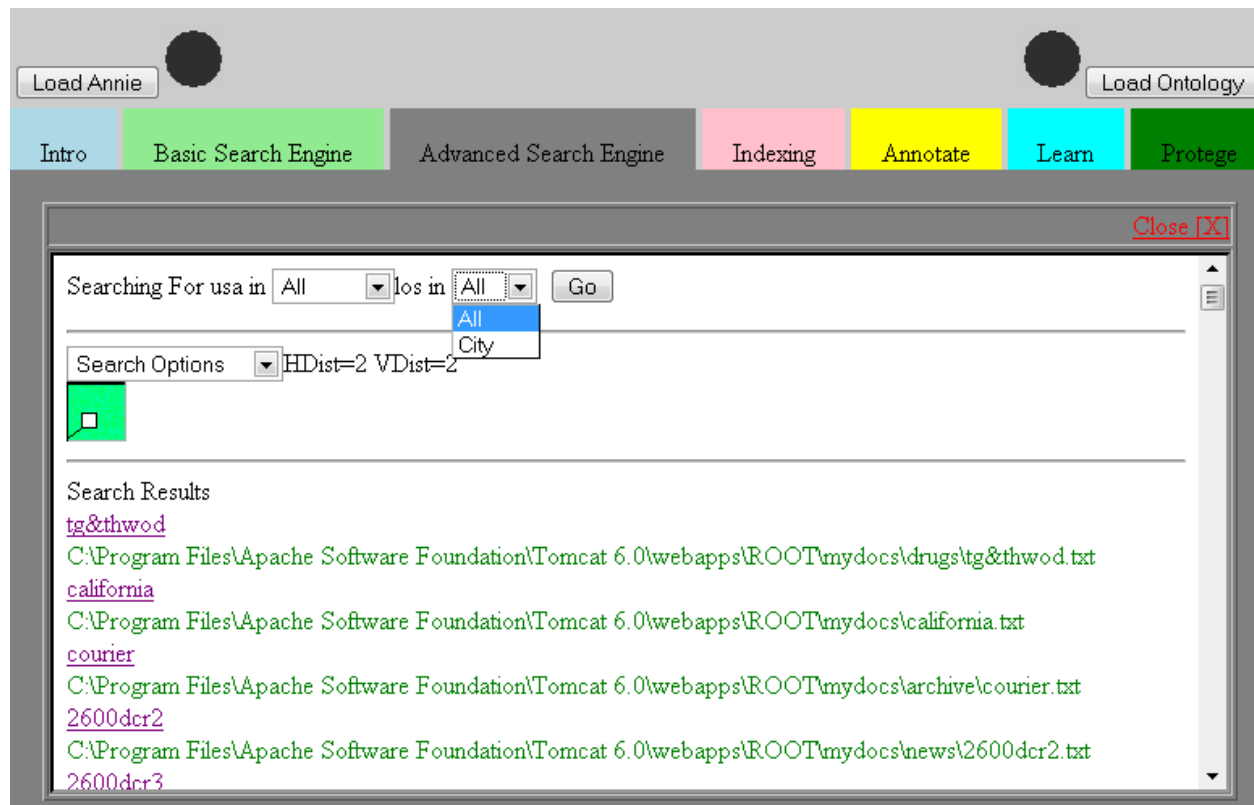 Load Annie
Load Ontology
Intro Basic Search Engine Advanced Search Engine Indexing Annotate Learn Protege
Close [X]
Searching For usa in All los in All Go
All
City
Search Options HDist=2 VDist=2
Search Results
tg&thwod
C:\Program Files\Apache Software Foundation\Tomcat 6.0\webapps\ROOT\mydocs\drugs\tg&thwod.txt
california
C:\Program Files\Apache Software Foundation\Tomcat 6.0\webapps\ROOT\mydocs\california.txt
courier
C:\Program Files\Apache Software Foundation\Tomcat 6.0\webapps\ROOT\mydocs\archive\courier.txt
2600dcr2
C:\Program Files\Apache Software Foundation\Tomcat 6.0\webapps\ROOT\mydocs\news\2600dcr2.txt
2600dcr3